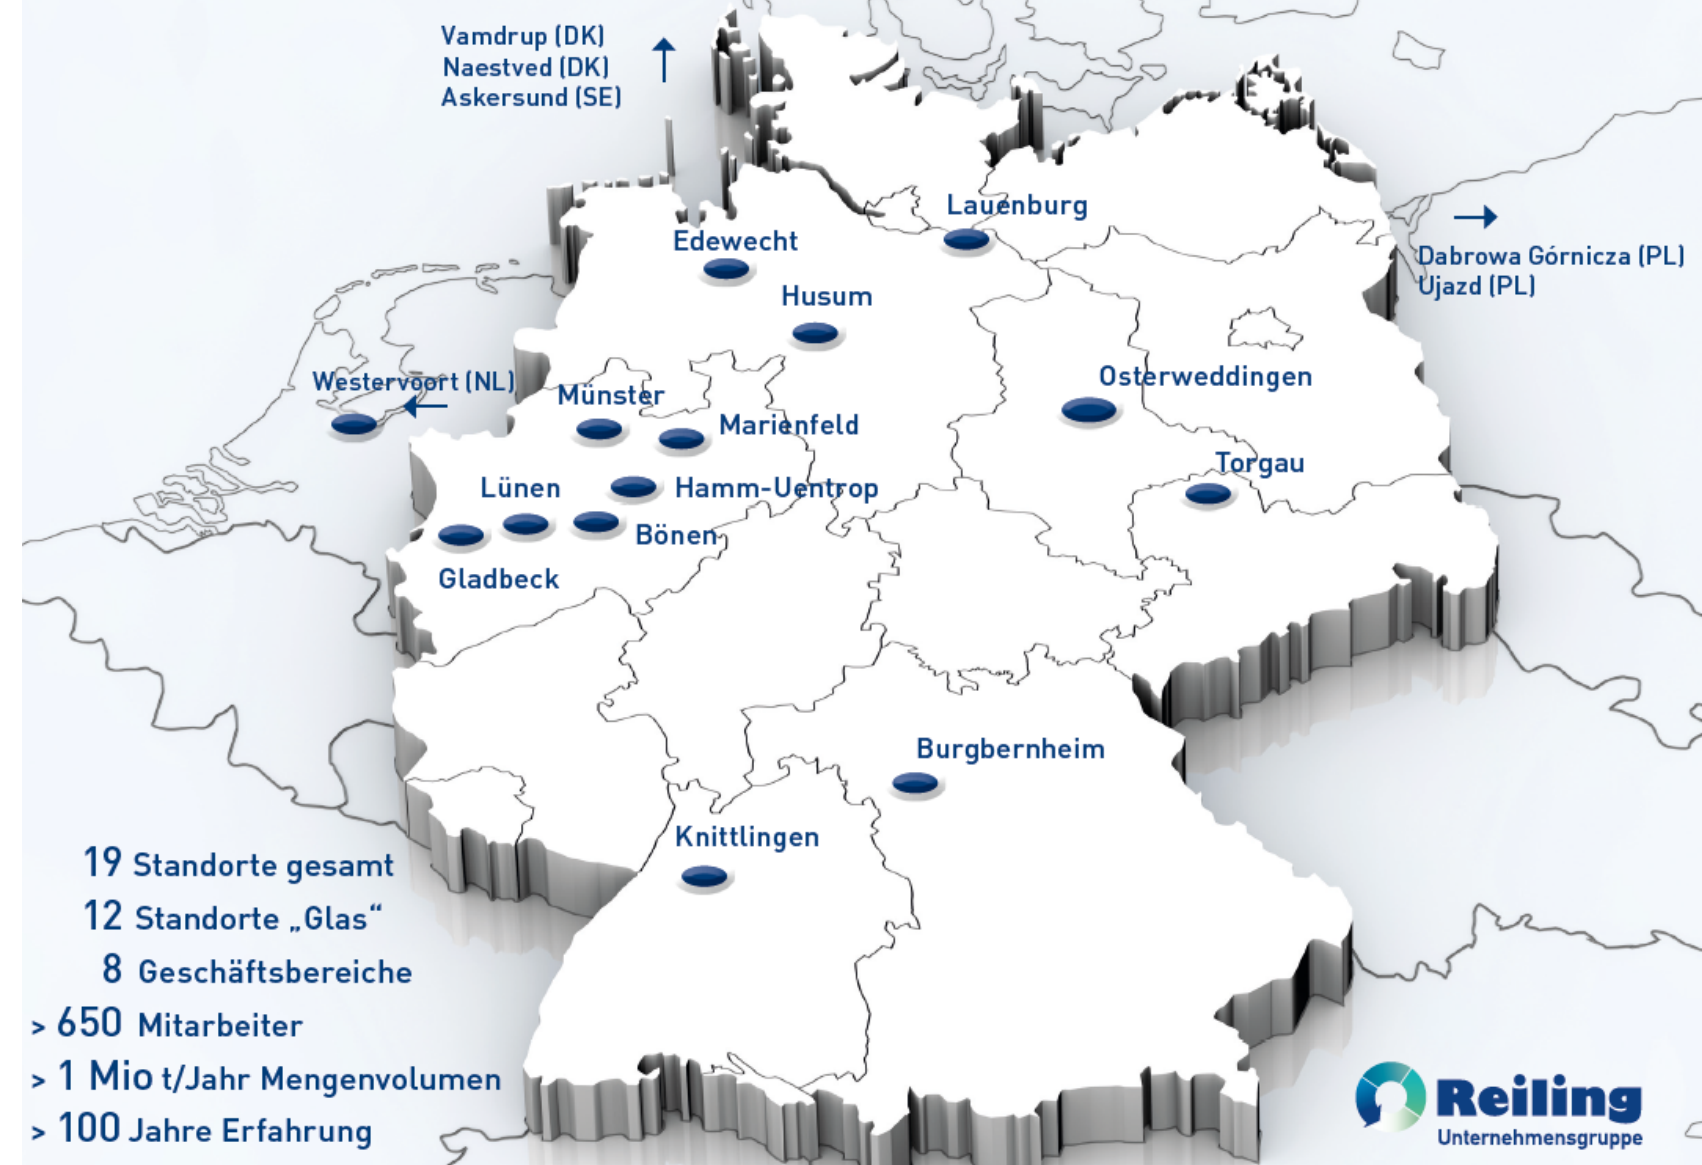 Vamdrup (DK)
Naestved (DK)
Askersund (SE)
Lauenburg
Edewecht
Dabrowa Górnicza (PL)
Ujazd (PL)
Husum
Westervoort (NL)
Münster
Osterweddingen
Marienfeld
Torgau
Lünen
Hamm-Uentrop
Bönen
Gladbeck
Burgbernheim
Knittlingen
19 Standorte gesamt
12 Standorte „Glas“
8 Geschäftsbereiche
> 650 Mitarbeiter
> 1 Mio t/Jahr Mengenvolumen
> 100 Jahre Erfahrung
Reiling
Unternehmensgruppe